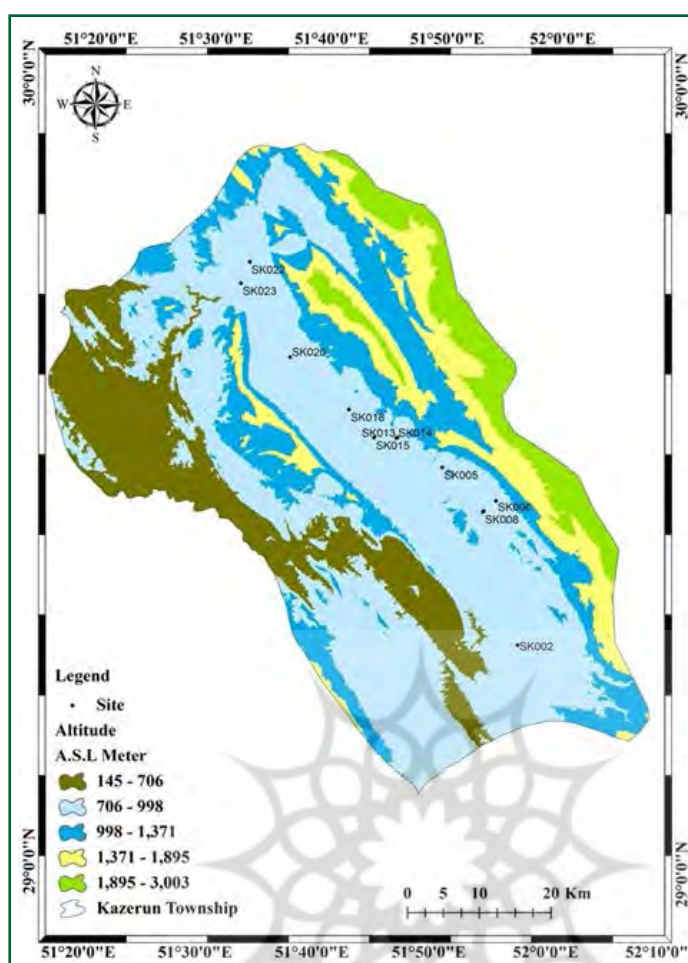 51°20'0"E 51°30'0"E 51°40'0"E 51°50'0"E 52°0'0"E
30°0'0"N 30°0'0"N
N
W E
S
SK022
SK023
SK020
SK018
SK013 SK014
SK015
SK005
SK006
SK008
SK002
Legend
Site
Altitude
A.S.L Meter
145 - 706
706 - 998
998 - 1,371
1,371 - 1,895
1,895 - 3,003
Kazerun Township
0 5 10 20 Km
29°0'0"N 29°0'0"N
51°20'0"E 51°30'0"E 51°40'0"E 51°50'0"E 52°0'0"E 52°10'0"E